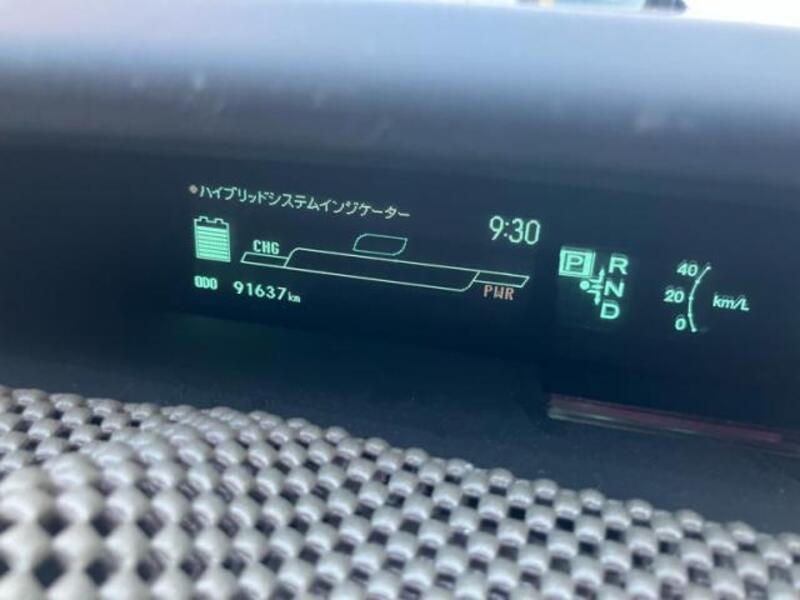 ハイブリッドシステムインジケーター
9:30
CHG
PWR
ODO 91637km
P R
N
D
40
20 km/L
0